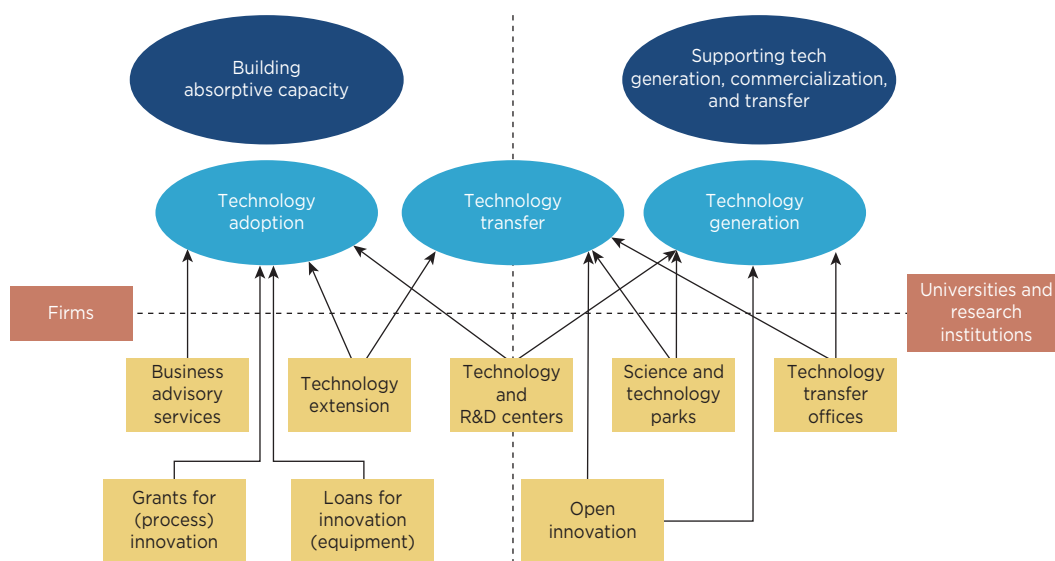 Building
absorptive capacity
Supporting tech
generation, commercialization,
and transfer
Technology
adoption
Technology
transfer
Technology
generation
Firms
Universities and
research
institutions
Business
advisory
services
Technology
extension
Technology
and
R&D centers
Science and
technology
parks
Technology
transfer
offices
Grants for
(process)
innovation
Loans for
innovation
(equipment)
Open
innovation